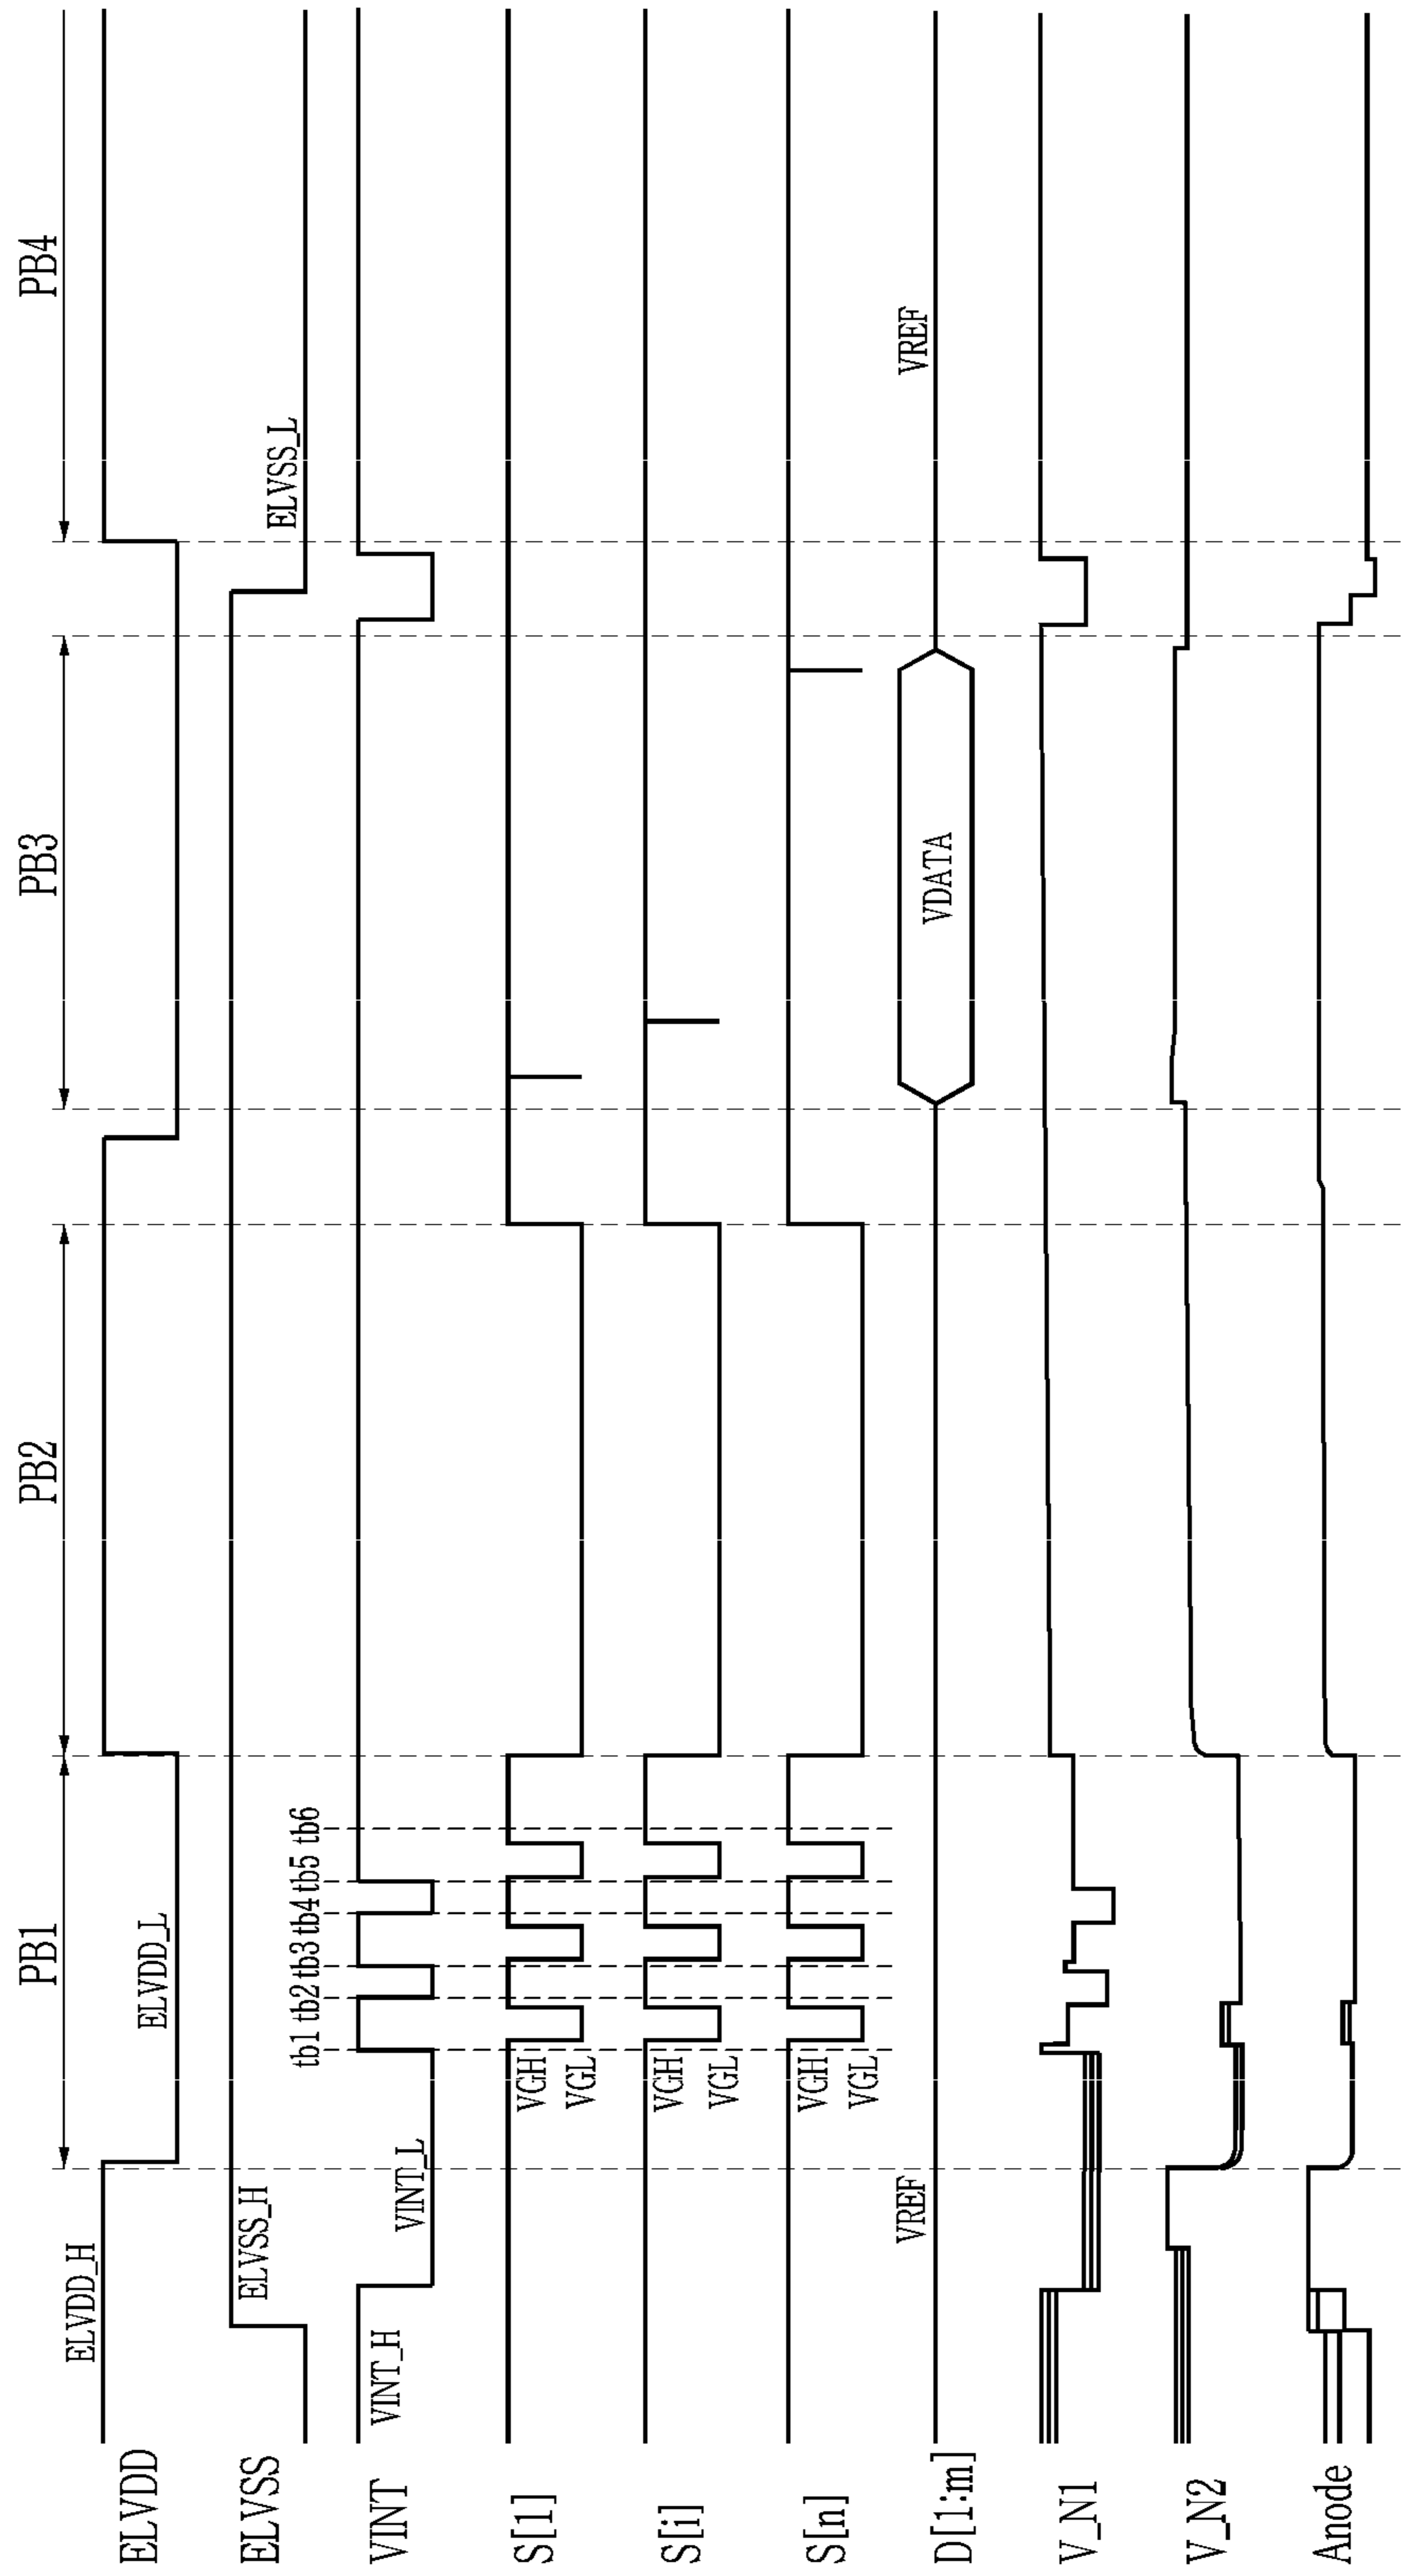 PB1 PB2 PB3 PB4
ELVDD ELVDD_H ELVDD_L
ELVSS ELVSS_H ELVSS_L
VINT VINT_H VINT_L
tb1 tb2 tb3 tb4 tb5 tb6
S[1] VGH
VGL
S[i] VGH
VGL
S[n] VGH
VGL
D[1:m] VREF VDATA VREF
V_N1
V_N2
Anode